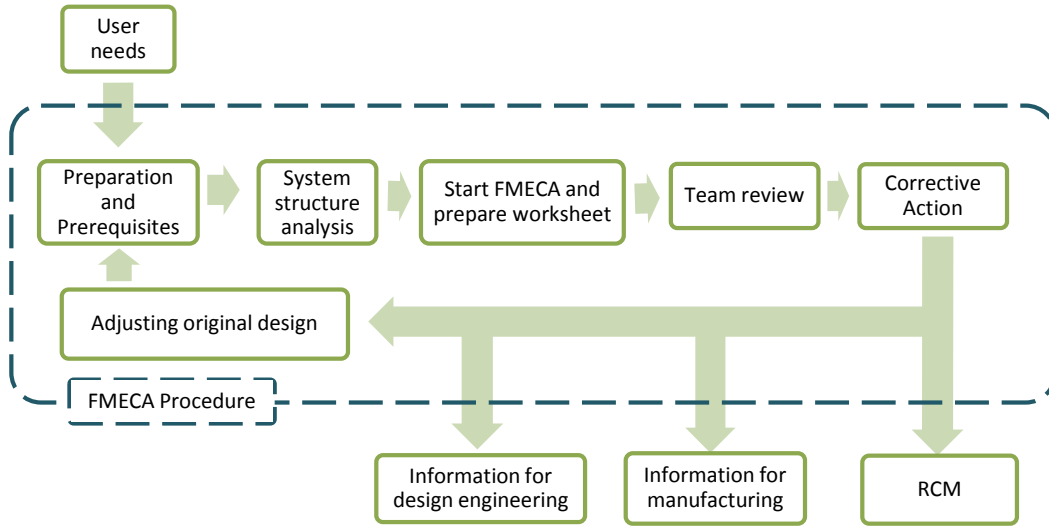 User
needs
Preparation
and
Prerequisites
System
structure
analysis
Start FMECA and
prepare worksheet
Team review
Corrective
Action
Adjusting original design
FMECA Procedure
Information for
design engineering
Information for
manufacturing
RCM